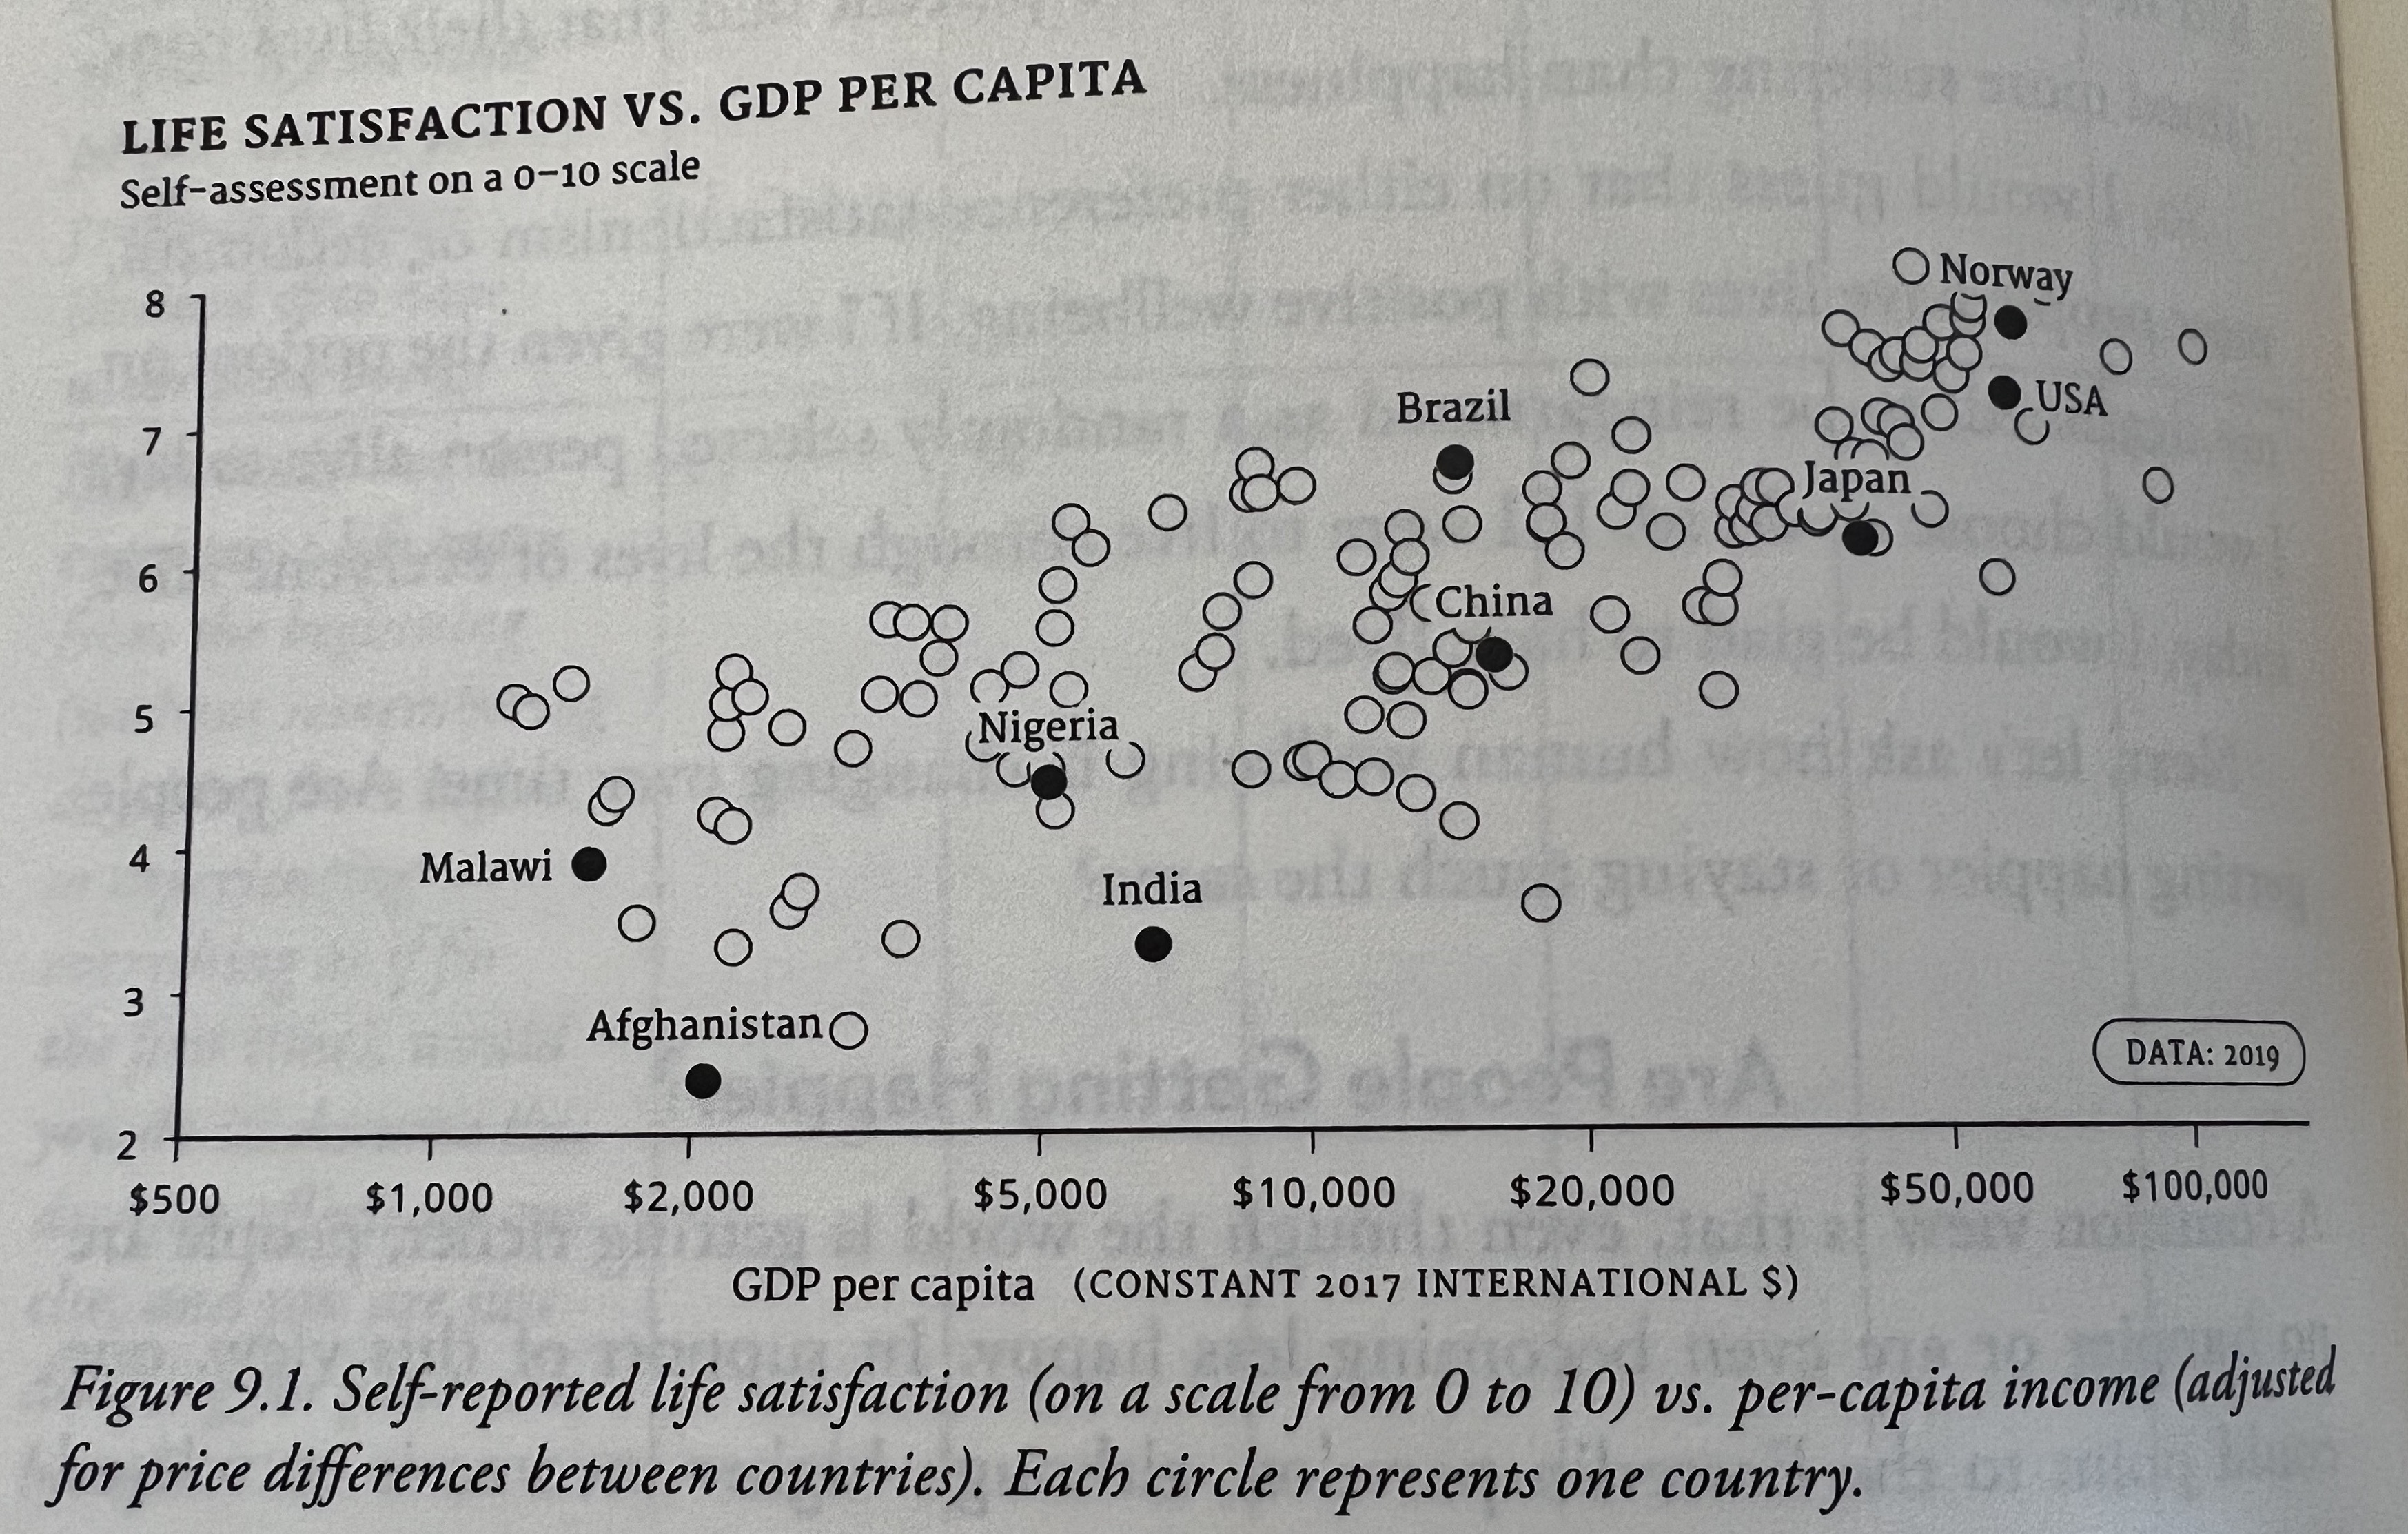 LIFE SATISFACTION VS. GDP PER CAPITA
Self-assessment on a 0–10 scale
8
7
6
5
4
3
2
Norway
USA
Brazil
Japan
China
Nigeria
Malawi
India
Afghanistan
DATA: 2019
$500 $1,000 $2,000 $5,000 $10,000 $20,000 $50,000 $100,000
GDP per capita (CONSTANT 2017 INTERNATIONAL $)
Figure 9.1. Self-reported life satisfaction (on a scale from 0 to 10) vs. per-capita income (adjusted
for price differences between countries). Each circle represents one country.